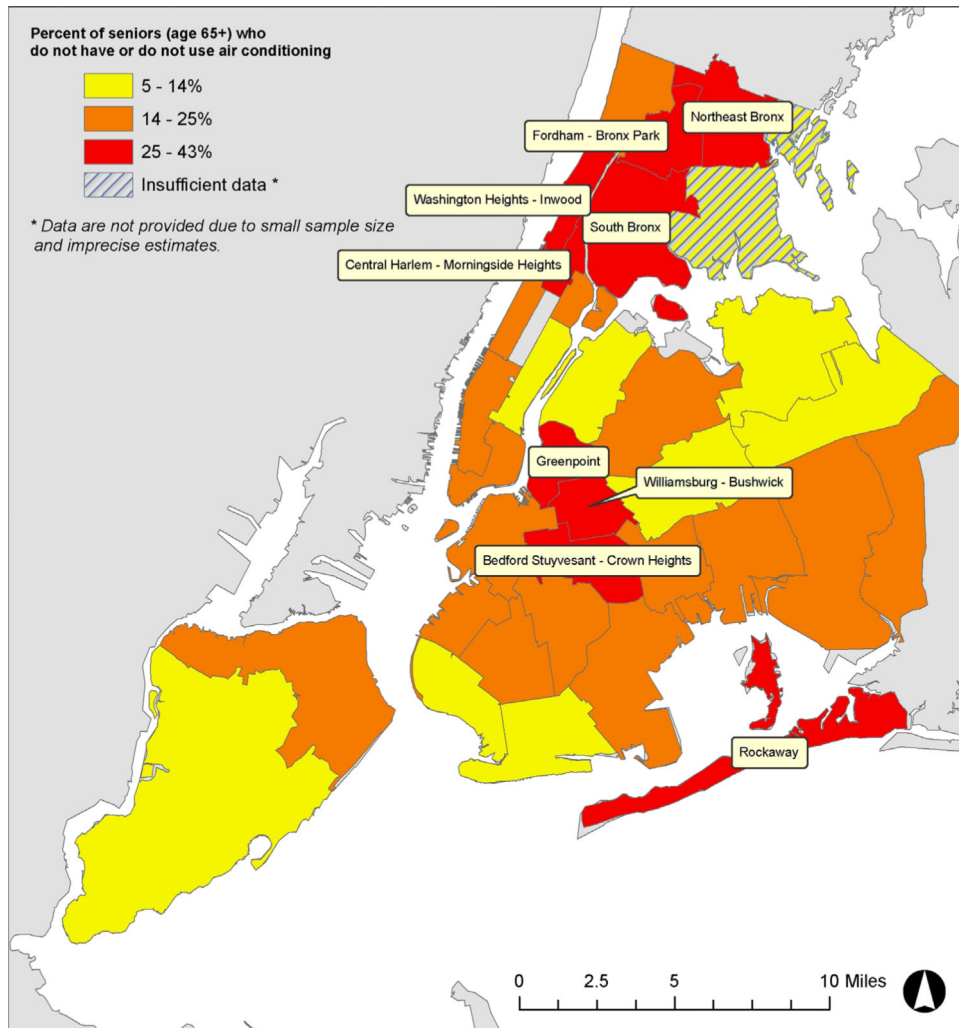 Percent of seniors (age 65+) who
do not have or do not use air conditioning
5 - 14%
14 - 25%
25 - 43%
Insufficient data *
* Data are not provided due to small sample size
and imprecise estimates.
Northeast Bronx
Fordham - Bronx Park
Washington Heights - Inwood
South Bronx
Central Harlem - Morningside Heights
Greenpoint
Williamsburg - Bushwick
Bedford Stuyvesant - Crown Heights
Rockaway
0 2.5 5 10 Miles